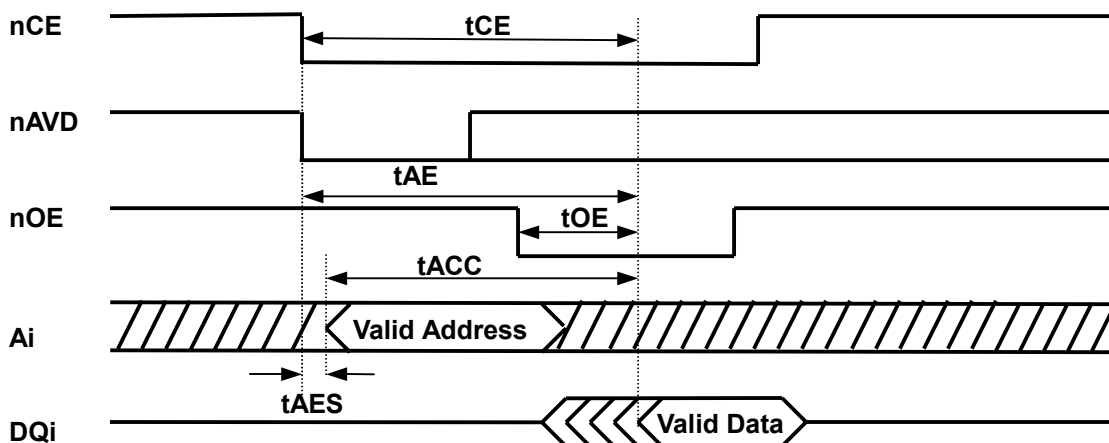 nCE
tCE
nAVD
tAE
nOE
tOE
tACC
Ai
Valid Address
tAES
DQi
Valid Data